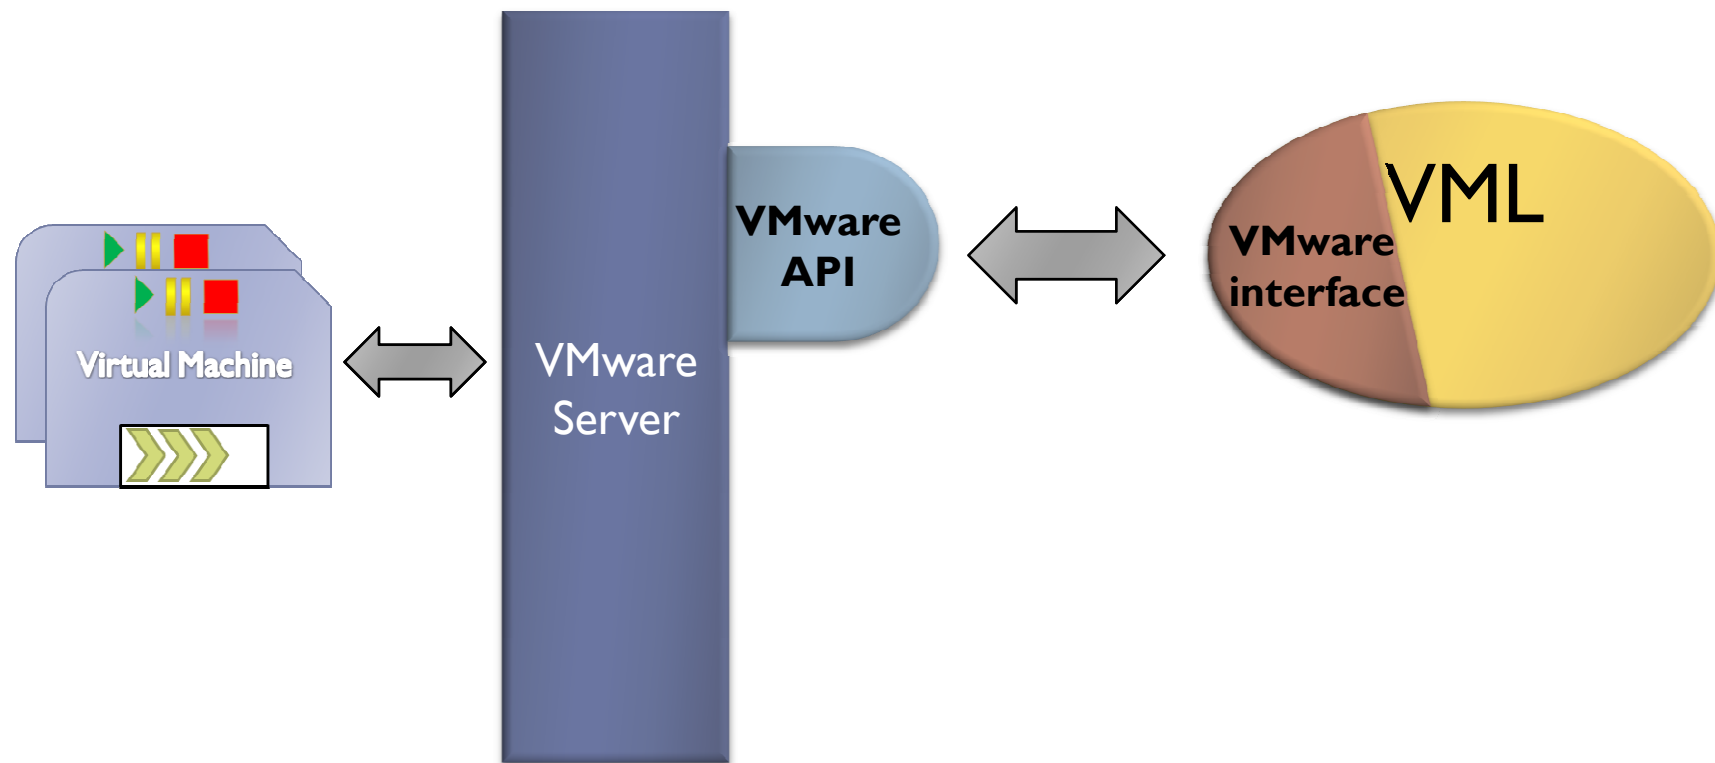 Virtual Machine
VMware
Server
VMware
API
VMware
interface
VML